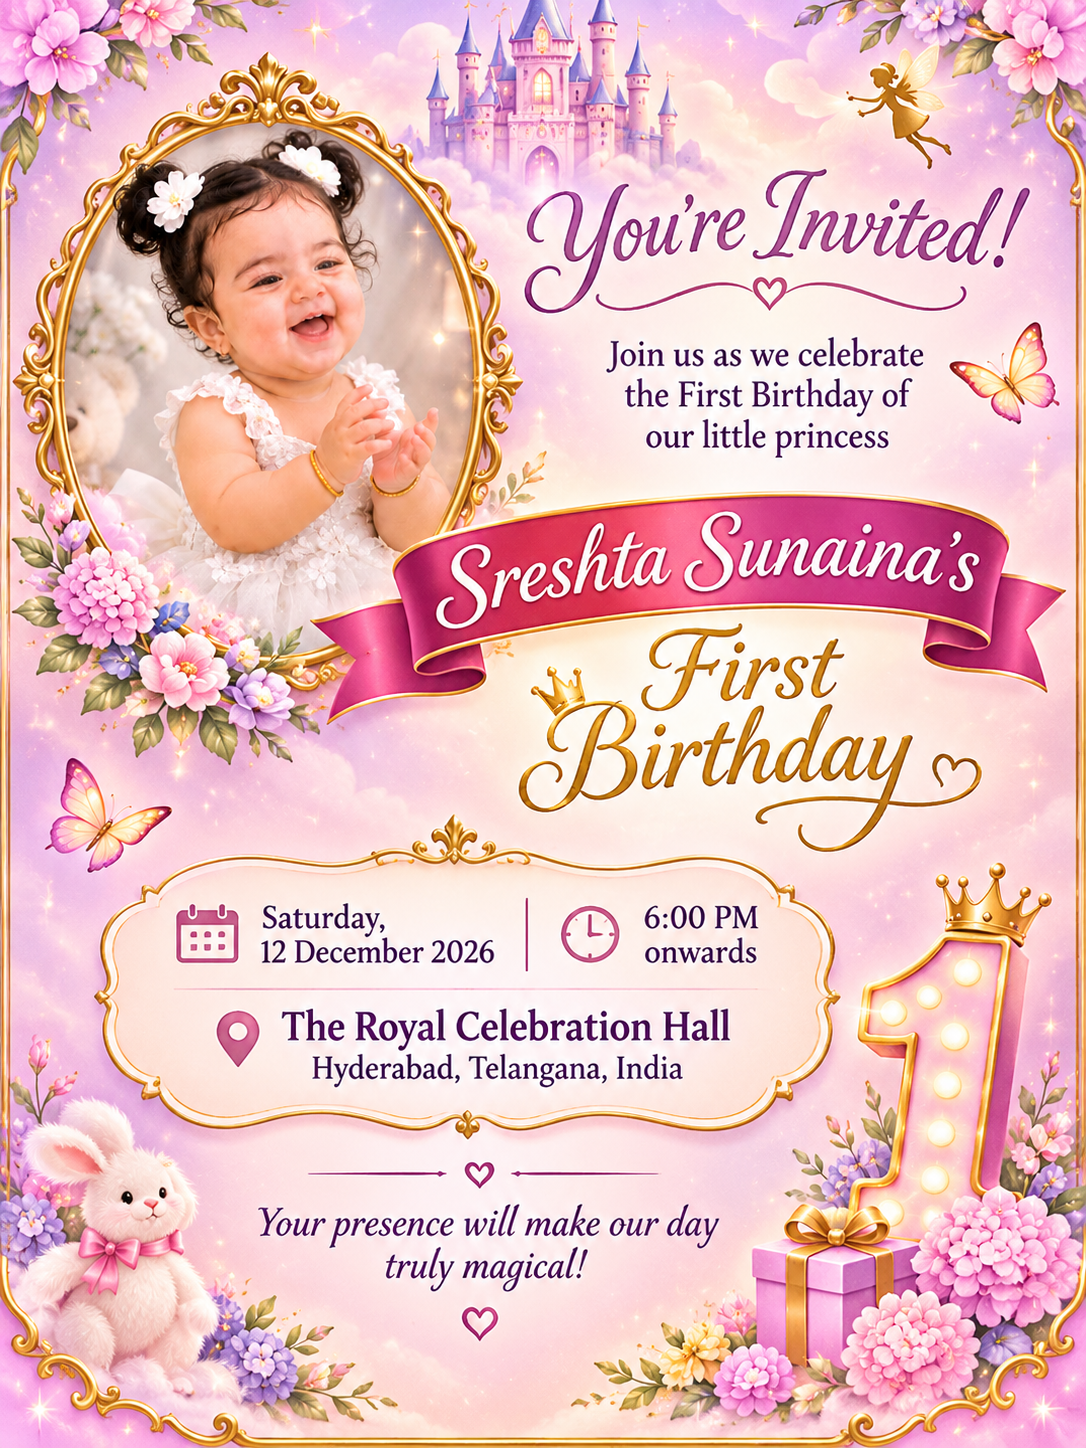 You're Invited!
Join us as we celebrate
the First Birthday of
our little princess
Sreshta Sunaina's
First
Birthday
Saturday,
12 December 2026
6:00 PM
onwards
The Royal Celebration Hall
Hyderabad, Telangana, India
Your presence will make our day
truly magical!
1